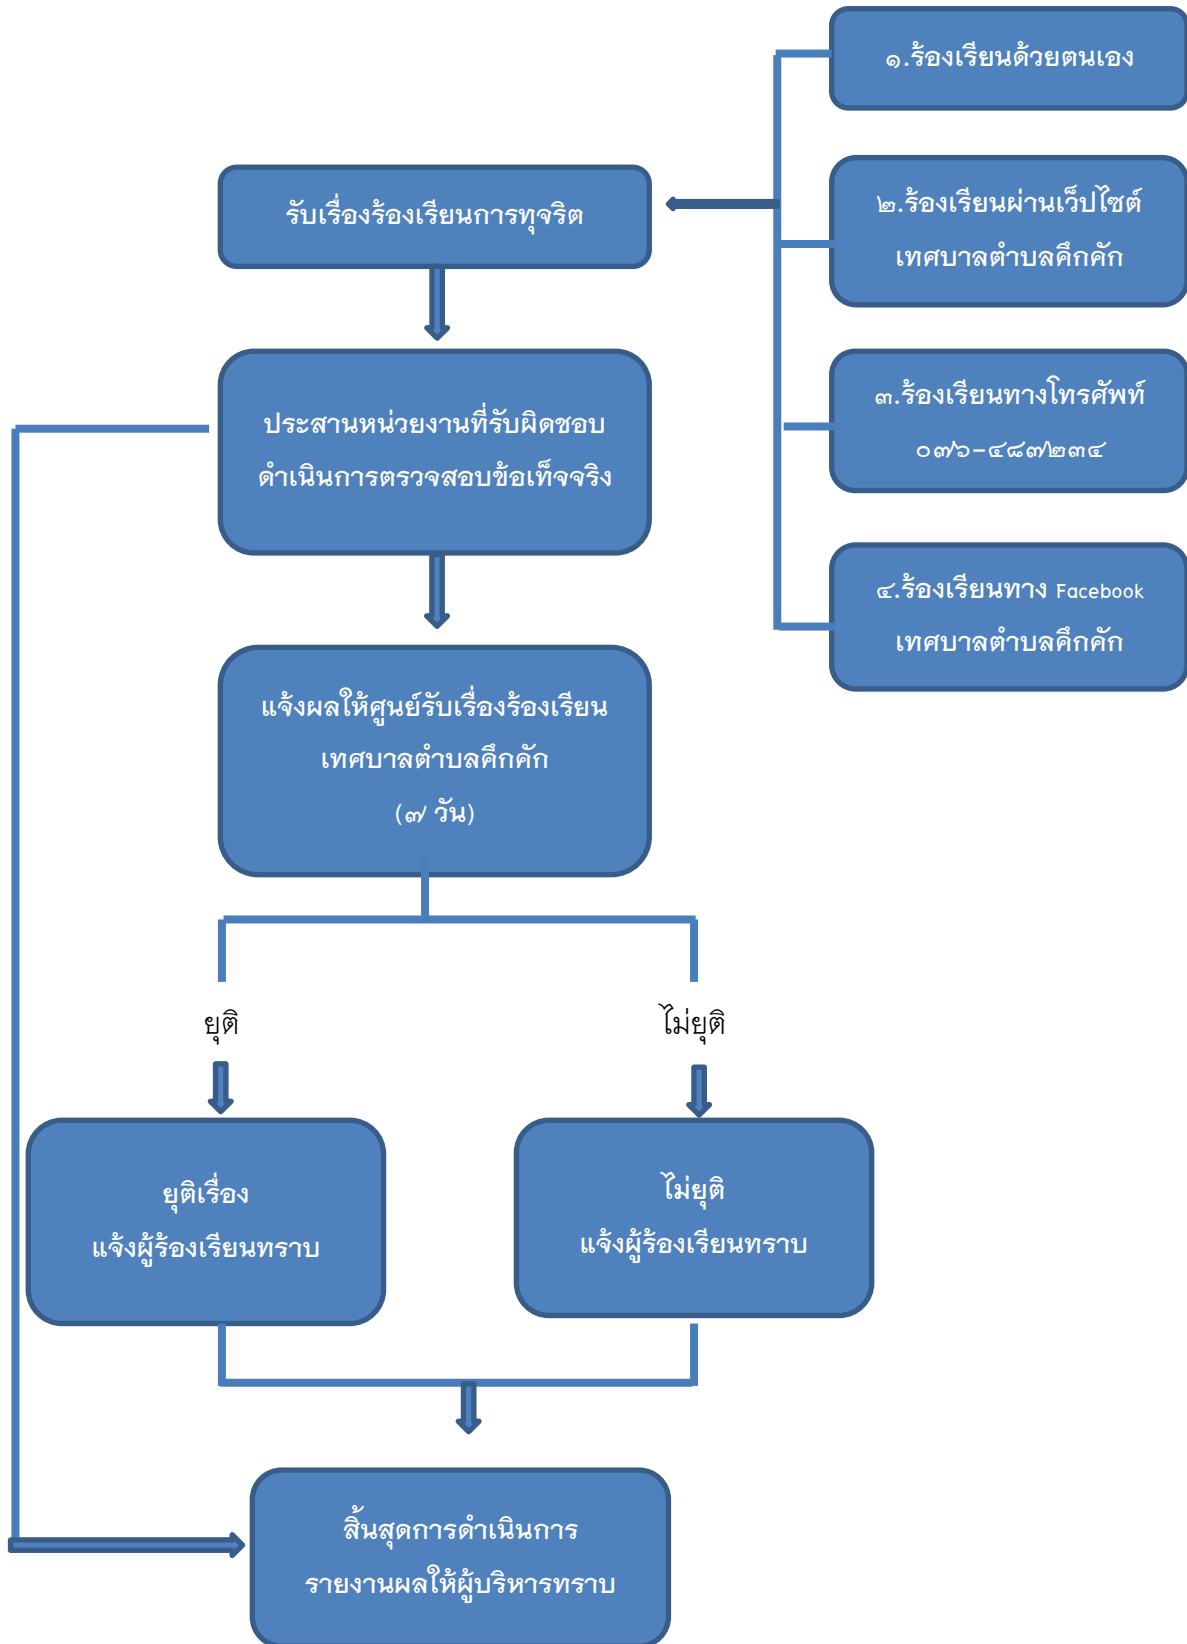 ๑.ร้องเรียนด้วยตนเอง
๒.ร้องเรียนผ่านเว็ปไซต์
เทศบาลตำบลคึกคัก
๓.ร้องเรียนทางโทรศัพท์
๐๗๖-๔๘๗๒๓๔
๔.ร้องเรียนทาง Facebook
เทศบาลตำบลคึกคัก
รับเรื่องร้องเรียนการทุจริต
ประสานหน่วยงานที่รับผิดชอบ
ดำเนินการตรวจสอบข้อเท็จจริง
แจ้งผลให้ศูนย์รับเรื่องร้องเรียน
เทศบาลตำบลคึกคัก
(๗ วัน)
ยุติ
ไม่ยุติ
ยุติเรื่อง
แจ้งผู้ร้องเรียนทราบ
ไม่ยุติ
แจ้งผู้ร้องเรียนทราบ
สิ้นสุดการดำเนินการ
รายงานผลให้ผู้บริหารทราบ